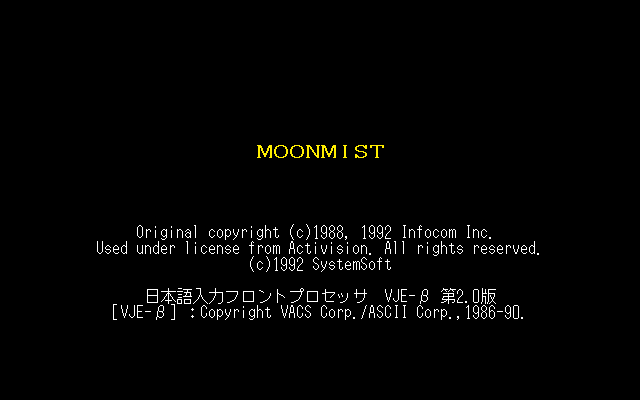 MOONMIST
Original copyright (c)1988, 1992 Infocom Inc.
Used under license from Activision. All rights reserved.
(c)1992 SystemSoft
日本語入力フロントプロセッサ　VJE-β 第2.0版
[VJE-β] :Copyright VACS Corp./ASCII Corp.,1986-90.